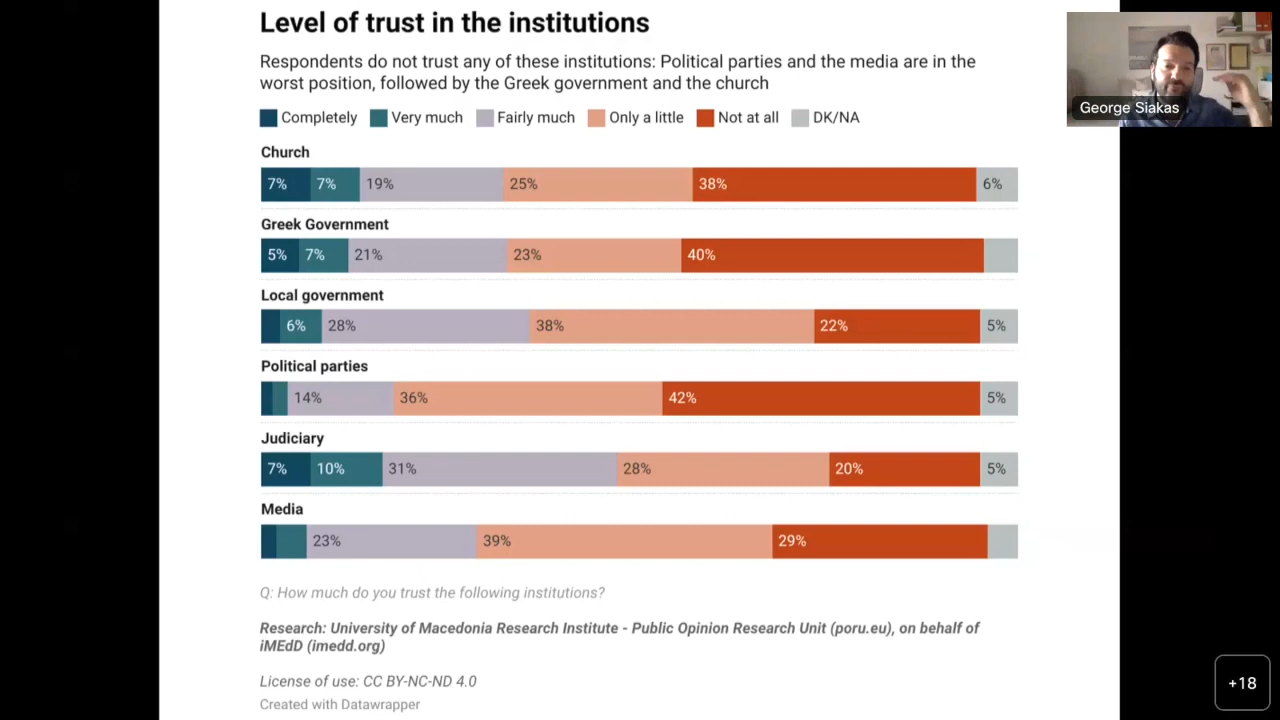 Level of trust in the institutions
Respondents do not trust any of these institutions: Political parties and the media are in the
worst position, followed by the Greek government and the church
Completely Very much Fairly much Only a little Not at all DK/NA
Church
7% 7% 19% 25% 38% 6%
Greek Government
5% 7% 21% 23% 40%
Local government
6% 28% 38% 22% 5%
Political parties
14% 36% 42% 5%
Judiciary
7% 10% 31% 28% 20% 5%
Media
23% 39% 29%
Q: How much do you trust the following institutions?
Research: University of Macedonia Research Institute - Public Opinion Research Unit (poru.eu), on behalf of
iMEdD (imedd.org)
License of use: CC BY-NC-ND 4.0
Created with Datawrapper
George Siakas
+18